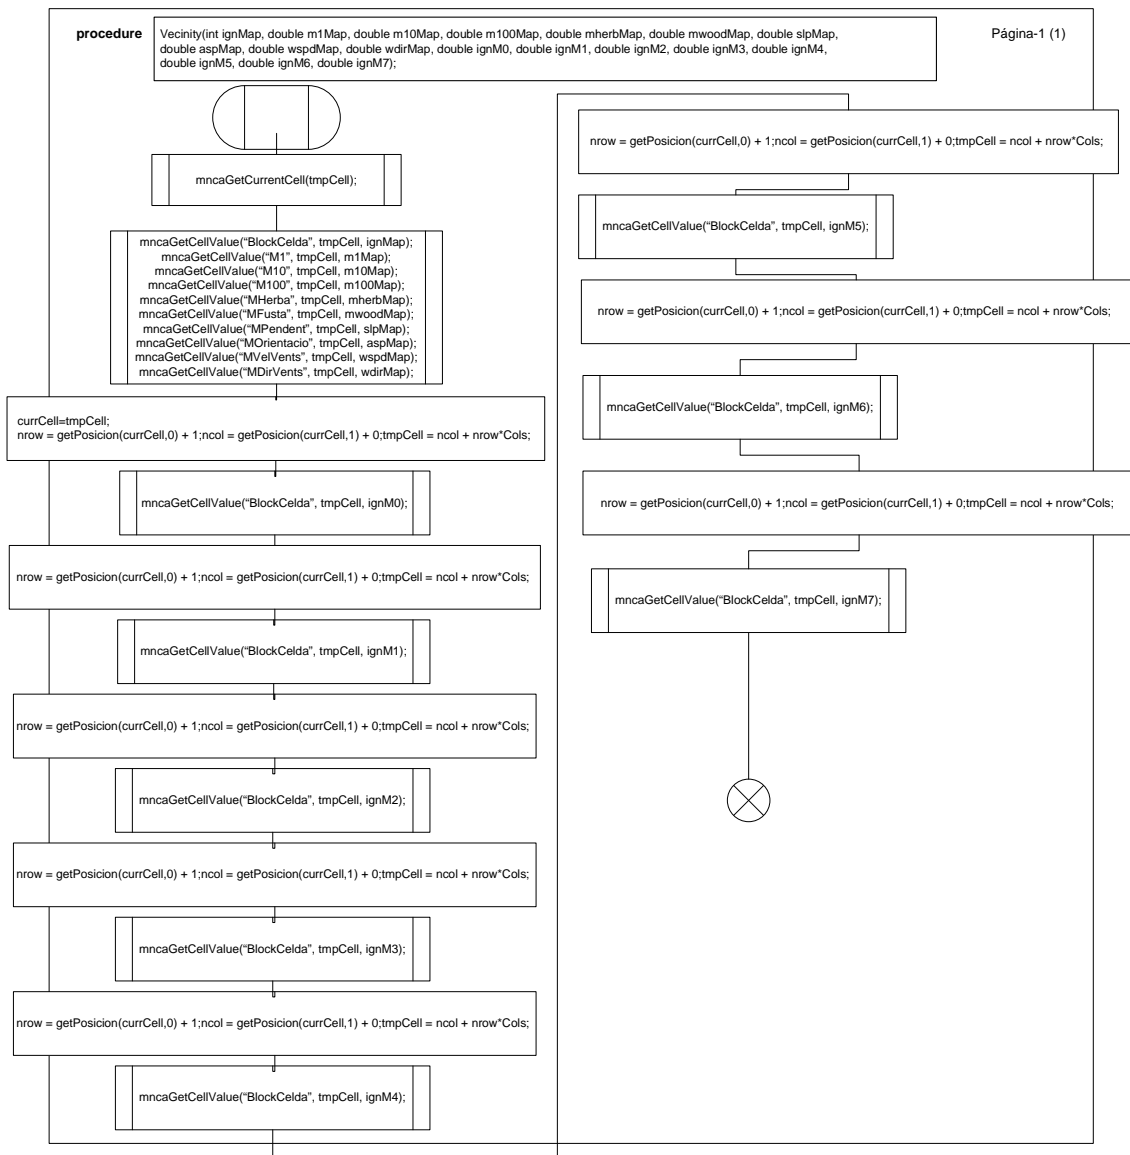 procedure
Vecinity(int ignMap, double m1Map, double m10Map, double m100Map, double mherbMap, double mwoodMap, double slpMap,
double aspMap, double wspdMap, double wdirMap, double ignM0, double ignM1, double ignM2, double ignM3, double ignM4,
double ignM5, double ignM6, double ignM7);
Página-1 (1)
mncaGetCurrentCell(tmpCell);
mncaGetCellValue(“BlockCelda”, tmpCell, ignMap);
mncaGetCellValue(“M1”, tmpCell, m1Map);
mncaGetCellValue(“M10”, tmpCell, m10Map);
mncaGetCellValue(“M100”, tmpCell, m100Map);
mncaGetCellValue(“MHerba”, tmpCell, mherbMap);
mncaGetCellValue(“MFusta”, tmpCell, mwoodMap);
mncaGetCellValue(“MPendent”, tmpCell, slpMap);
mncaGetCellValue(“MOrientacio”, tmpCell, aspMap);
mncaGetCellValue(“MVelVents”, tmpCell, wspdMap);
mncaGetCellValue(“MDirVents”, tmpCell, wdirMap);
currCell=tmpCell;
nrow = getPosicion(currCell,0) + 1;ncol = getPosicion(currCell,1) + 0;tmpCell = ncol + nrow*Cols;
mncaGetCellValue(“BlockCelda”, tmpCell, ignM0);
nrow = getPosicion(currCell,0) + 1;ncol = getPosicion(currCell,1) + 0;tmpCell = ncol + nrow*Cols;
mncaGetCellValue(“BlockCelda”, tmpCell, ignM1);
nrow = getPosicion(currCell,0) + 1;ncol = getPosicion(currCell,1) + 0;tmpCell = ncol + nrow*Cols;
mncaGetCellValue(“BlockCelda”, tmpCell, ignM2);
nrow = getPosicion(currCell,0) + 1;ncol = getPosicion(currCell,1) + 0;tmpCell = ncol + nrow*Cols;
mncaGetCellValue(“BlockCelda”, tmpCell, ignM3);
nrow = getPosicion(currCell,0) + 1;ncol = getPosicion(currCell,1) + 0;tmpCell = ncol + nrow*Cols;
mncaGetCellValue(“BlockCelda”, tmpCell, ignM4);
nrow = getPosicion(currCell,0) + 1;ncol = getPosicion(currCell,1) + 0;tmpCell = ncol + nrow*Cols;
mncaGetCellValue(“BlockCelda”, tmpCell, ignM5);
nrow = getPosicion(currCell,0) + 1;ncol = getPosicion(currCell,1) + 0;tmpCell = ncol + nrow*Cols;
mncaGetCellValue(“BlockCelda”, tmpCell, ignM6);
nrow = getPosicion(currCell,0) + 1;ncol = getPosicion(currCell,1) + 0;tmpCell = ncol + nrow*Cols;
mncaGetCellValue(“BlockCelda”, tmpCell, ignM7);